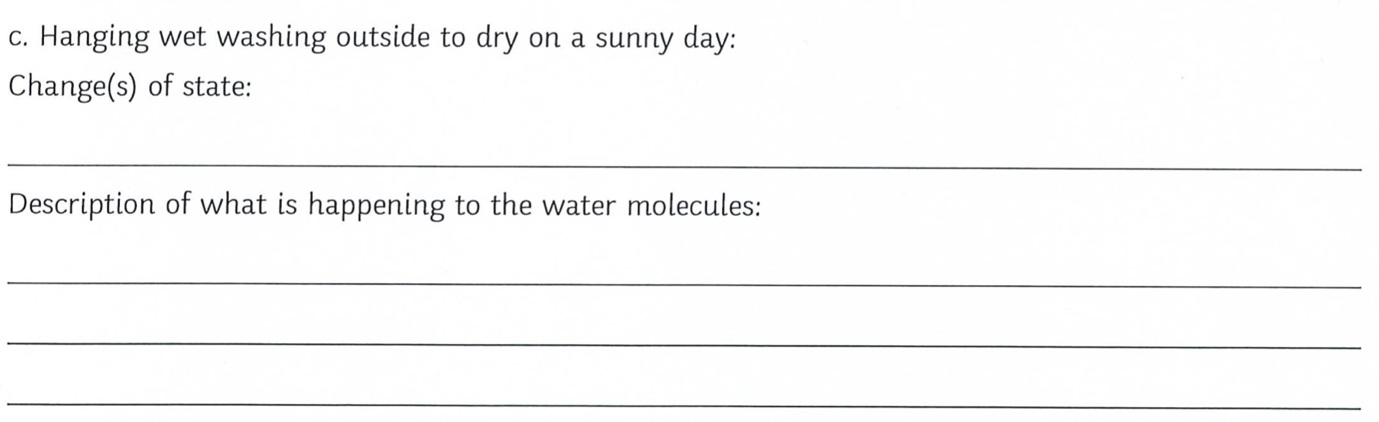 c. Hanging wet washing outside to dry on a sunny day:
Change(s) of state:
Description of what is happening to the water molecules: